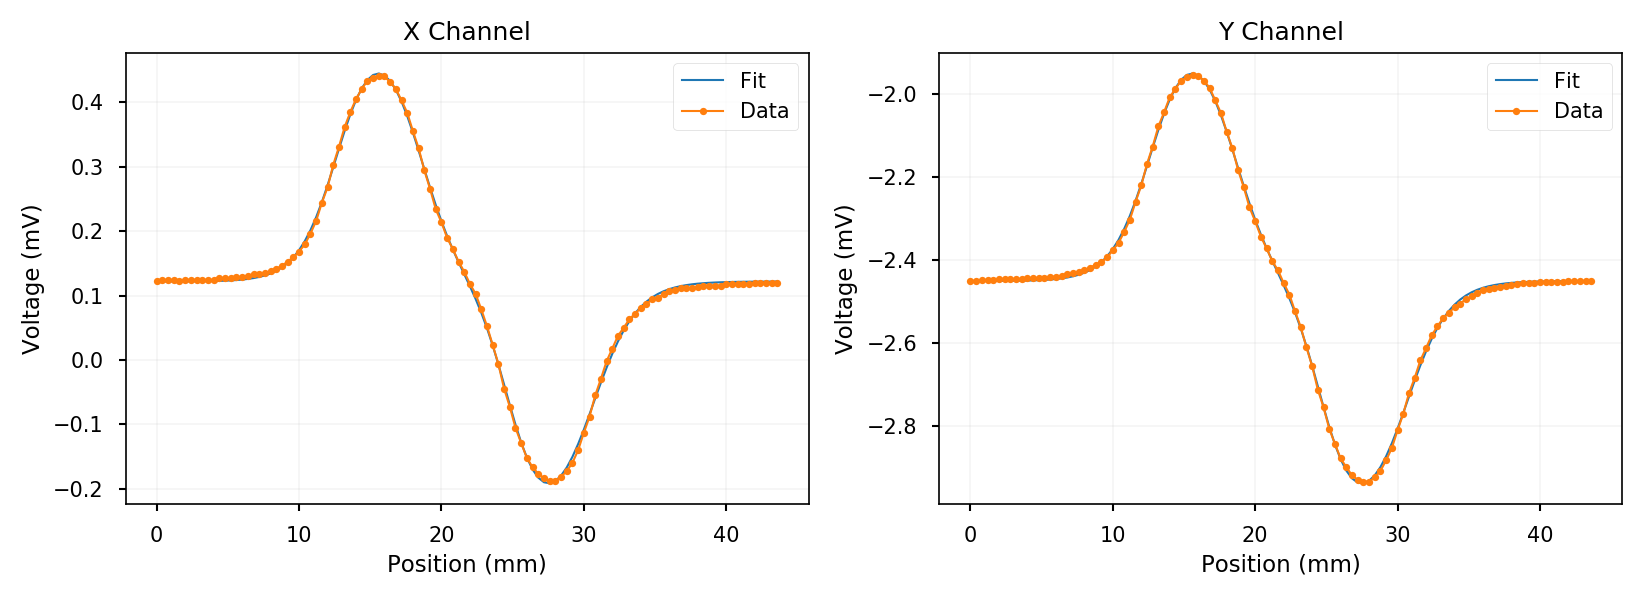 X Channel
Voltage (mV)
0.4
0.3
0.2
0.1
0.0
−0.1
−0.2
0
10
20
30
40
Position (mm)
Fit
Data
Y Channel
Voltage (mV)
−2.0
−2.2
−2.4
−2.6
−2.8
0
10
20
30
40
Position (mm)
Fit
Data